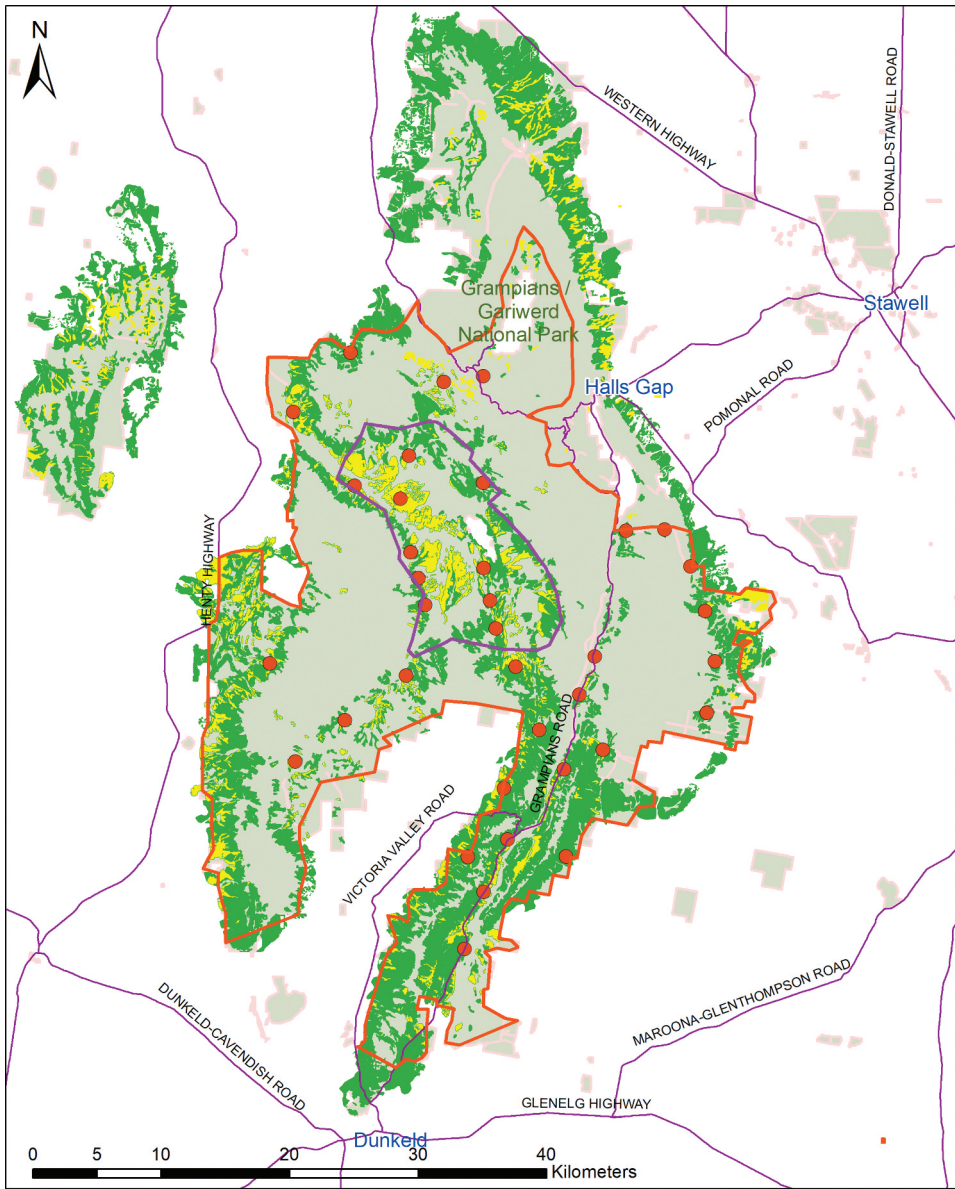 N
WESTERN HIGHWAY
DONALD-STAWELL ROAD
Grampians /
Gariwerd
National Park
Stawell
Halls Gap
POMONAL ROAD
HENTY HIGHWAY
GRAMPIANS ROAD
VICTORIA VALLEY ROAD
DUNKELD-CAVENDISH ROAD
MAROONA-GLENTHOMPSON ROAD
GLENELG HIGHWAY
Dunkeld
0 5 10 20 30 40
Kilometers